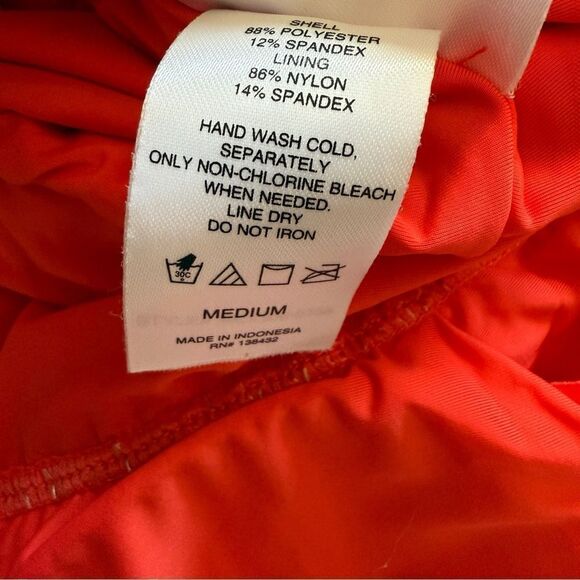 SHELL
88% POLYESTER
12% SPANDEX
LINING
86% NYLON
14% SPANDEX
HAND WASH COLD,
SEPARATELY
ONLY NON-CHLORINE BLEACH
WHEN NEEDED.
LINE DRY
DO NOT IRON
30C
MEDIUM
MADE IN INDONESIA
RN# 138432